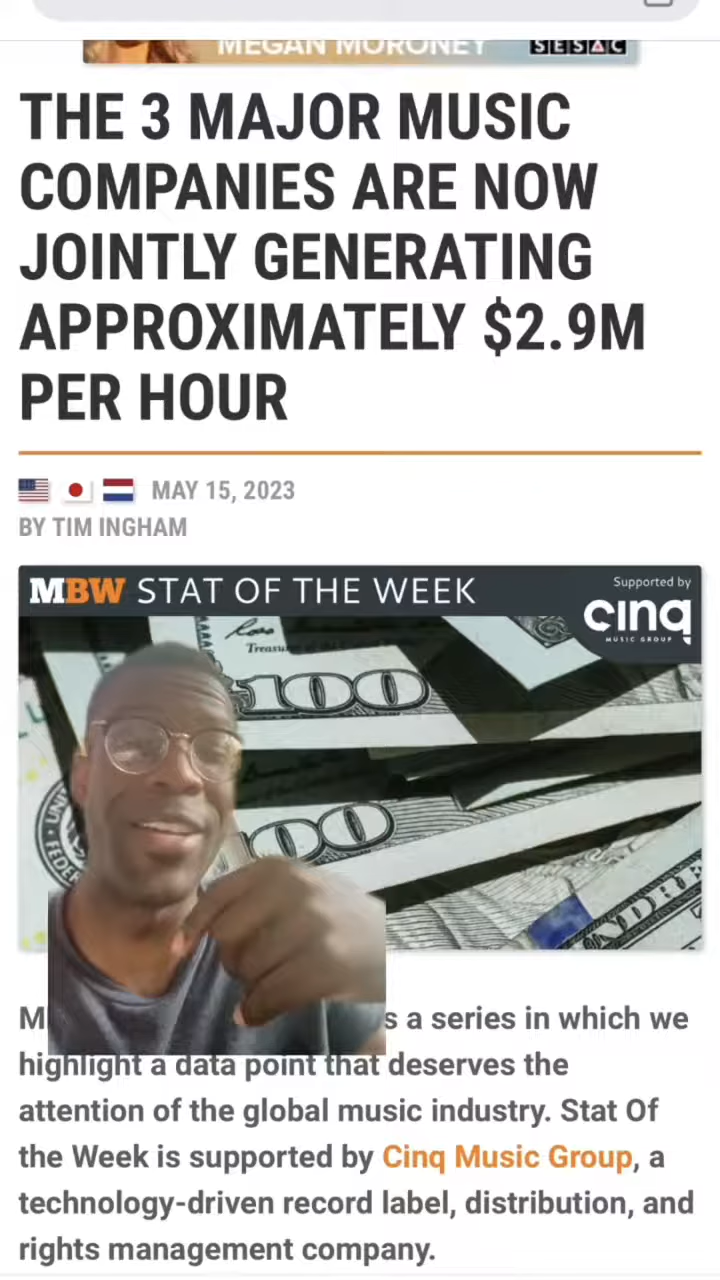 MEGAN MORONEY
SESAC
THE 3 MAJOR MUSIC
COMPANIES ARE NOW
JOINTLY GENERATING
APPROXIMATELY $2.9M
PER HOUR
MAY 15, 2023
BY TIM INGHAM
MBW STAT OF THE WEEK
Supported by
cinq
MUSIC GROUP
Treasu
100
100
UNIT
FEDER
M
s a series in which we
highlight a data point that deserves the
attention of the global music industry. Stat Of
the Week is supported by Cinq Music Group, a
technology-driven record label, distribution, and
rights management company.